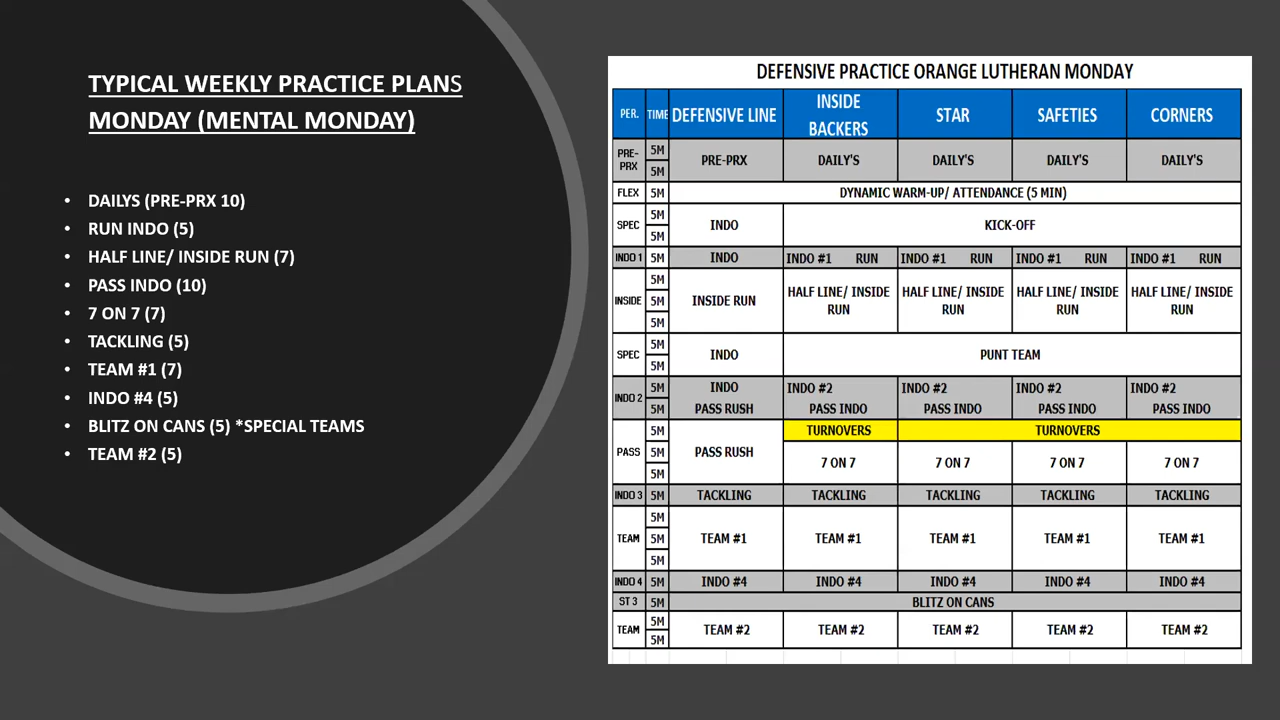 TYPICAL WEEKLY PRACTICE PLANS
MONDAY (MENTAL MONDAY)
• DAILYS (PRE-PRX 10)
• RUN INDO (5)
• HALF LINE/ INSIDE RUN (7)
• PASS INDO (10)
• 7 ON 7 (7)
• TACKLING (5)
• TEAM #1 (7)
• INDO #4 (5)
• BLITZ ON CANS (5) *SPECIAL TEAMS
• TEAM #2 (5)
DEFENSIVE PRACTICE ORANGE LUTHERAN MONDAY
PER. TIME DEFENSIVE LINE INSIDE BACKERS STAR SAFETIES CORNERS
PRE-PRX 5M 5M PRE-PRX DAILY'S DAILY'S DAILY'S DAILY'S
FLEX 5M DYNAMIC WARM-UP/ ATTENDANCE (5 MIN)
SPEC 5M 5M INDO KICK-OFF
INDO 1 5M INDO INDO #1 RUN INDO #1 RUN INDO #1 RUN INDO #1 RUN
INSIDE 5M 5M 5M INSIDE RUN HALF LINE/ INSIDE RUN HALF LINE/ INSIDE RUN HALF LINE/ INSIDE RUN HALF LINE/ INSIDE RUN
SPEC 5M 5M INDO PUNT TEAM
INDO 2 5M INDO INDO #2 INDO #2 INDO #2 INDO #2
5M PASS RUSH PASS INDO PASS INDO PASS INDO PASS INDO
PASS 5M 5M 5M PASS RUSH TURNOVERS TURNOVERS
7 ON 7 7 ON 7 7 ON 7 7 ON 7
INDO 3 5M TACKLING TACKLING TACKLING TACKLING TACKLING
TEAM 5M 5M 5M TEAM #1 TEAM #1 TEAM #1 TEAM #1 TEAM #1
INDO 4 5M INDO #4 INDO #4 INDO #4 INDO #4 INDO #4
ST 3 5M BLITZ ON CANS
TEAM 5M 5M TEAM #2 TEAM #2 TEAM #2 TEAM #2 TEAM #2